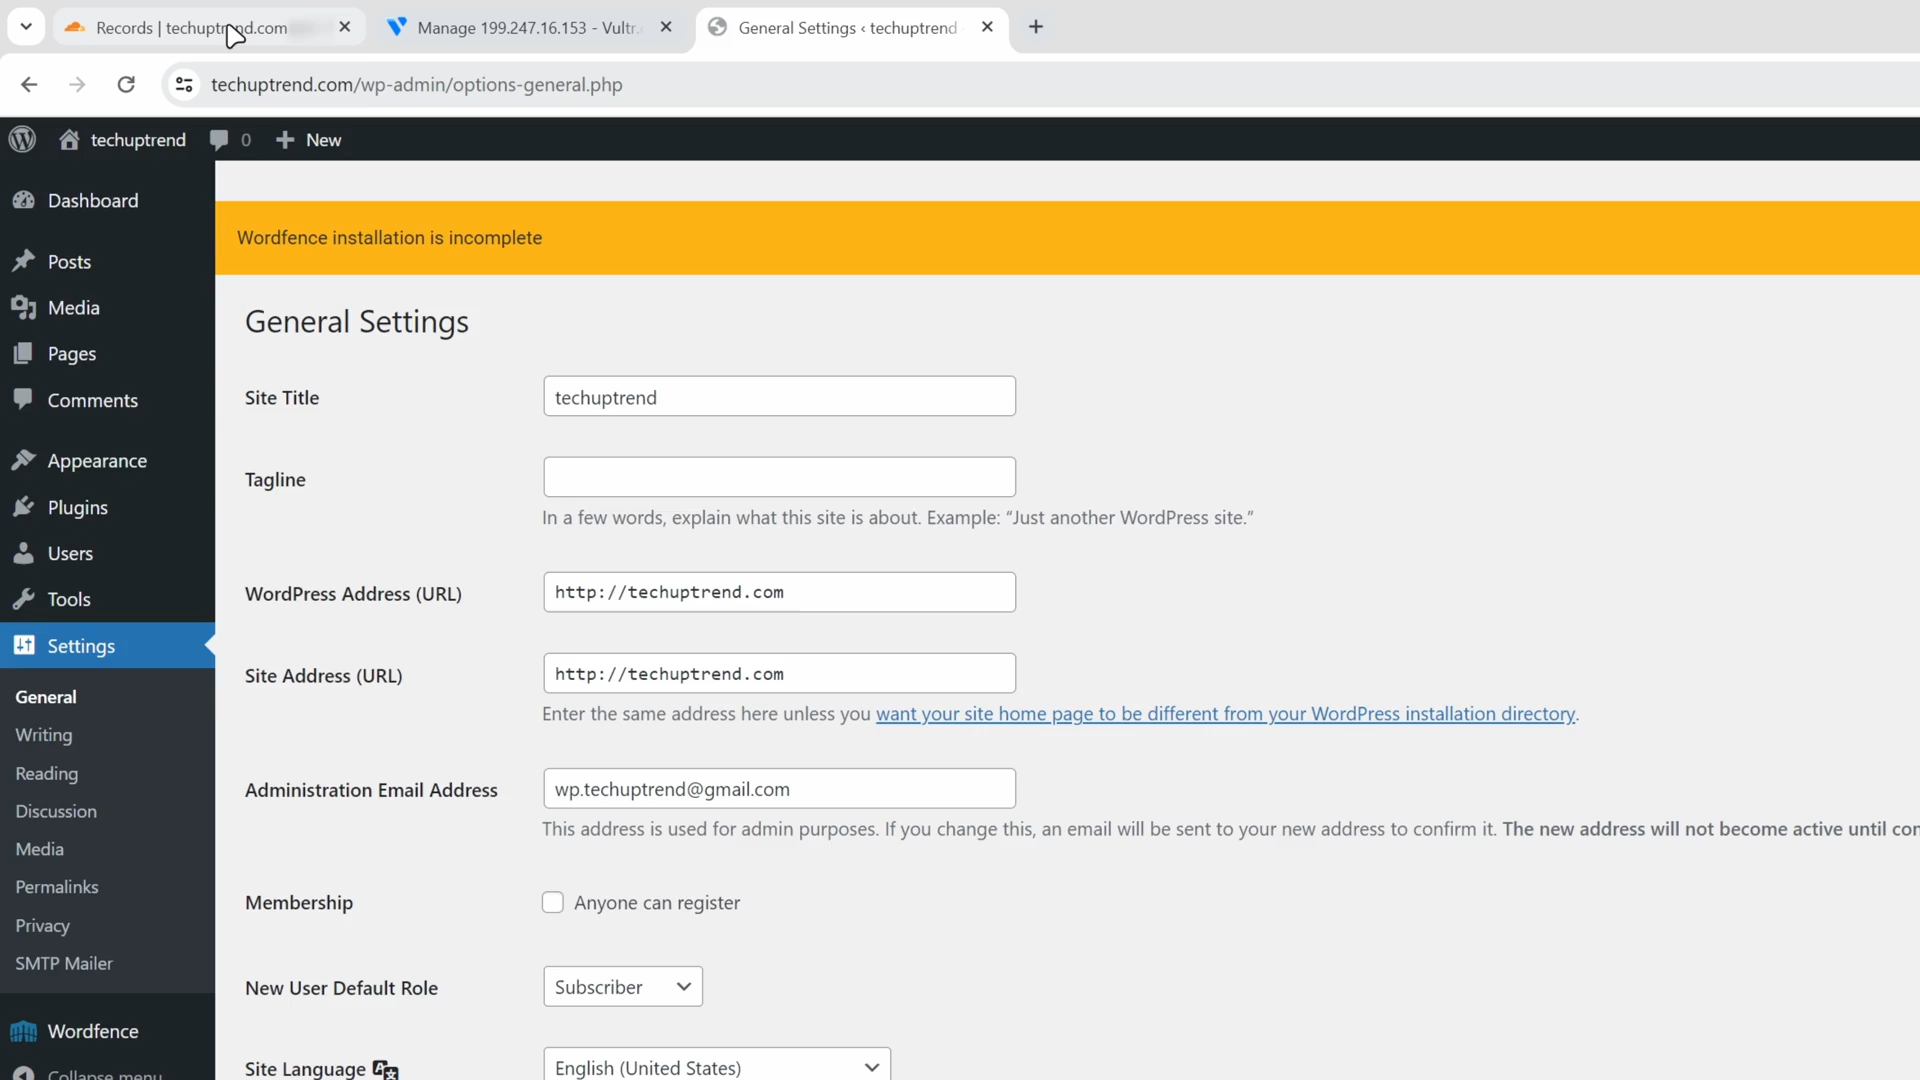 Records | techuptrend.com
Manage 199.247.16.153 - Vultr.
General Settings ‹ techuptrend
techuptrend.com/wp-admin/options-general.php
techuptrend
0
New
Dashboard
Posts
Media
Pages
Comments
Appearance
Plugins
Users
Tools
Settings
General
Writing
Reading
Discussion
Media
Permalinks
Privacy
SMTP Mailer
Wordfence
Collapse menu
Wordfence installation is incomplete
General Settings
Site Title
techuptrend
Tagline
In a few words, explain what this site is about. Example: “Just another WordPress site.”
WordPress Address (URL)
http://techuptrend.com
Site Address (URL)
http://techuptrend.com
Enter the same address here unless you want your site home page to be different from your WordPress installation directory.
Administration Email Address
wp.techuptrend@gmail.com
This address is used for admin purposes. If you change this, an email will be sent to your new address to confirm it. The new address will not become active until con
Membership
Anyone can register
New User Default Role
Subscriber
Site Language
English (United States)